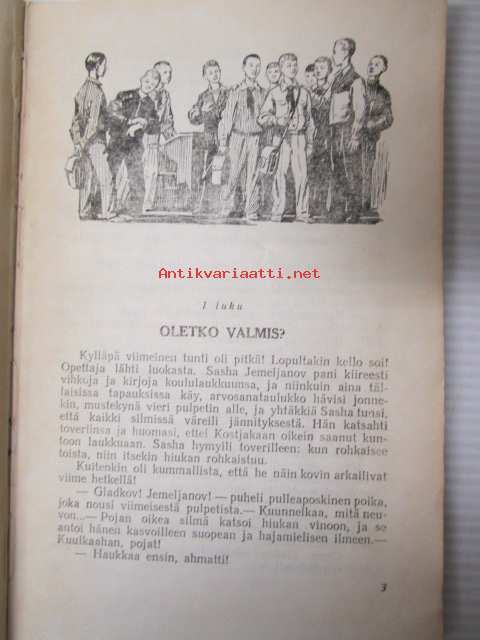 Antikvariaatti.net
1 luku
OLETKO VALMIS?
Kylläpä viimeinen tunti oli pitkä! Lopultakin kello soi!
Opettaja lähti luokasta. Sasha Jemeljanov pani kiireesti
vihkoja ja kirjoja koululaukkuunsa, ja niinkuin aina täl-
laisissa tapauksissa käy, arvosanataulukko hävisi jonne-
kin, mustekynä vieri pulpetin alle, ja yhtäkkiä Sasha tunsi,
että kaikki silmissä väreili jännityksestä. Hän katsahti
toveriinsa ja huomasi, ettei Kostjakaan oikein saanut kun-
toon laukkuaan. Sasha hymyili toverilleen: kun rohkaisee
toista, niin itsekin hiukan rohkaistuu.
Kuitenkin oli kummallista, että he näin kovin arkailivat
viime hetkellä!
— Gladkov! Jemeljanov! — puheli pulleaposkinen poika,
joka nousi viimeisestä pulpetista.— Kuunnelkaa, mitä neu-
von...— Pojan oikea silmä katsoi hiukan vinoon, ja se
antoi hänen kasvoilleen suopean ja hajamielisen ilmeen.—
Kuulkaahan, pojat!
— Haukkaa ensin, ahmatti!
3